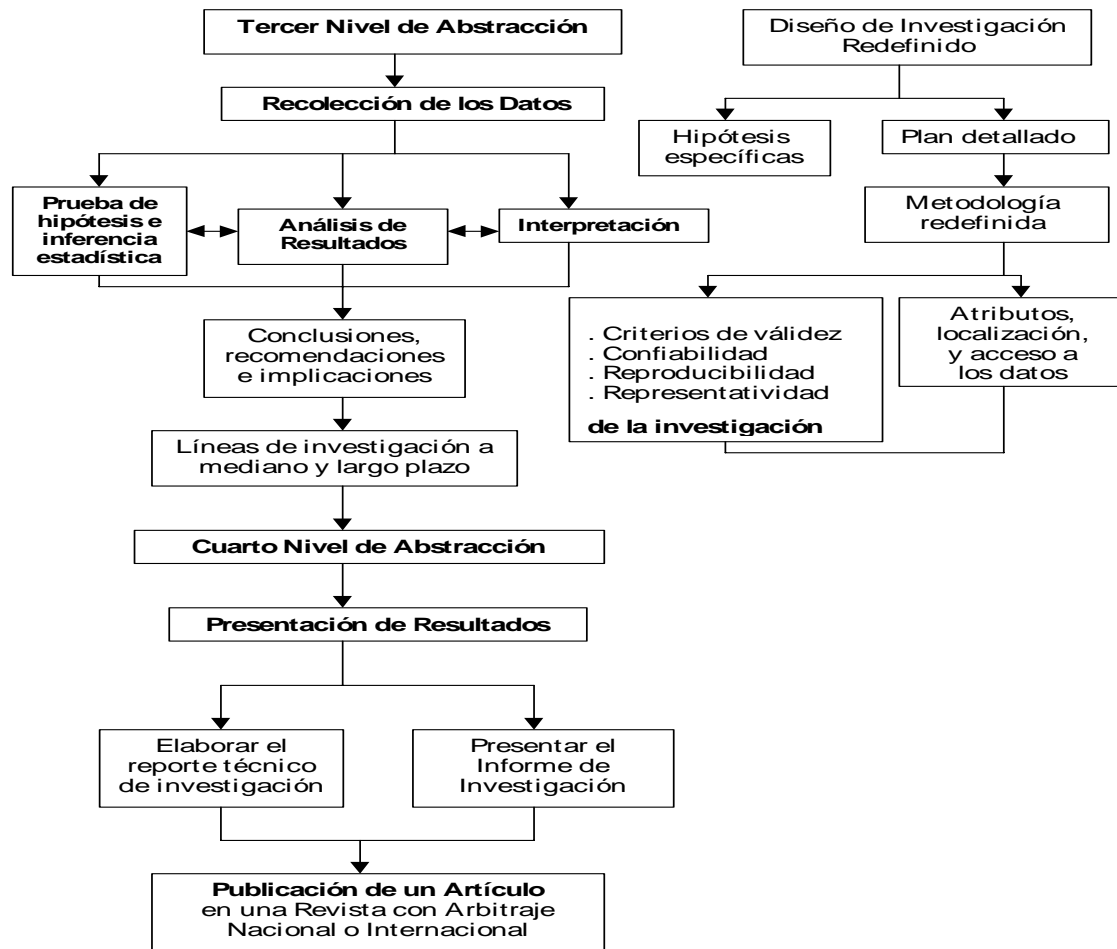 Tercer Nivel de Abstracción
Recolección de los Datos
Prueba de
hipótesis e
inferencia
estadística
Análisis de
Resultados
Interpretación
Conclusiones,
recomendaciones
e implicaciones
Líneas de investigación a
mediano y largo plazo
Cuarto Nivel de Abstracción
Presentación de Resultados
Elaborar el
reporte técnico
de investigación
Presentar el
Informe de
Investigación
Publicación de un Artículo
en una Revista con Arbitraje
Nacional o Internacional
Diseño de Investigación
Redefinido
Hipótesis
específicas
Plan detallado
Metodología
redefinida
. Criterios de válidez
. Confiabilidad
. Reproducibilidad
. Representatividad
de la investigación
Atributos,
localización,
y acceso a
los datos